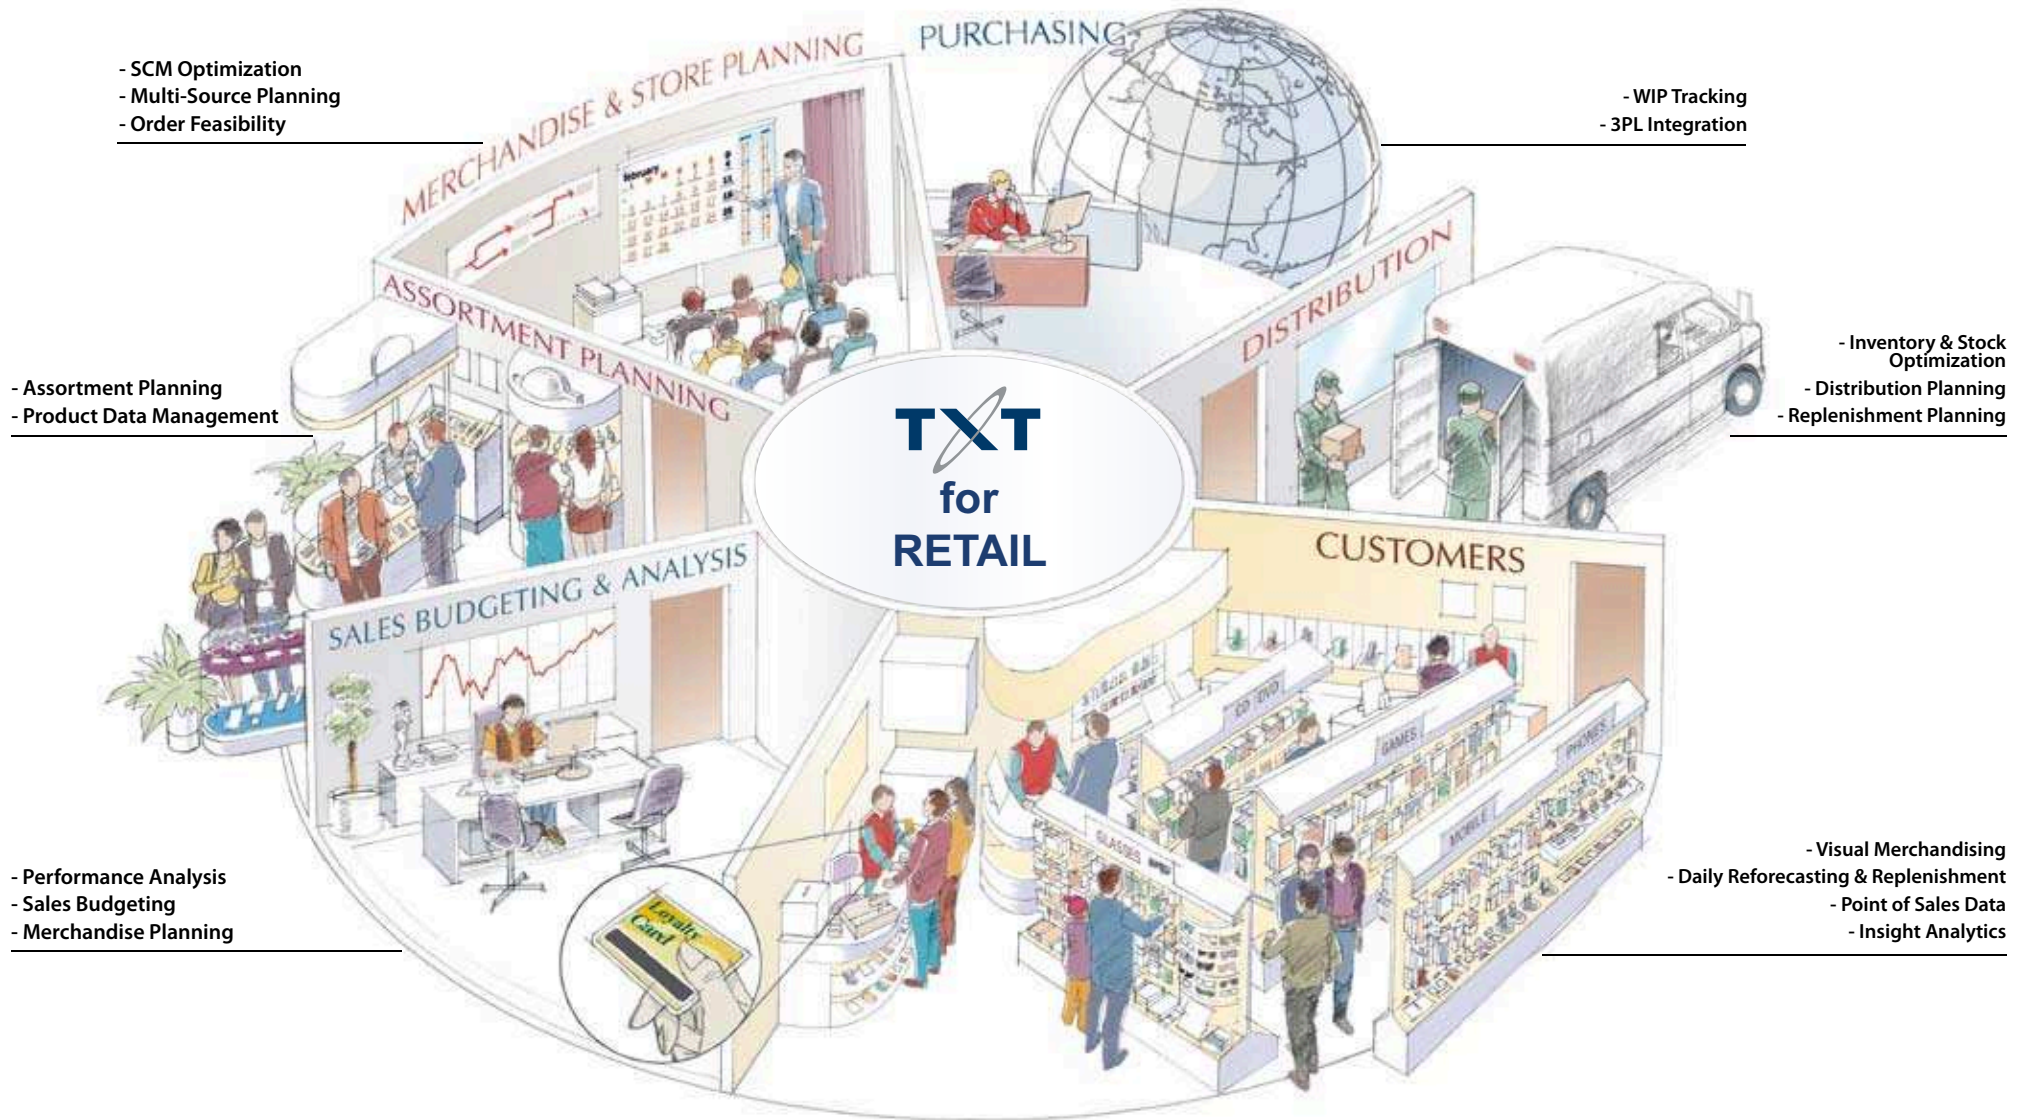 PURCHASING
MERCHANDISE & STORE PLANNING
- SCM Optimization
- Multi-Source Planning
- Order Feasibility
- WIP Tracking
- 3PL Integration
february
DISTRIBUTION
ASSORTMENT PLANNING
- Inventory & Stock
Optimization
- Distribution Planning
- Replenishment Planning
- Assortment Planning
- Product Data Management
TXT
for
RETAIL
CUSTOMERS
SALES BUDGETING & ANALYSIS
CD DVD
GAMES
PHONES
MOBILE
GLASSES
- Performance Analysis
- Sales Budgeting
- Merchandise Planning
Loyalty
Card
- Visual Merchandising
- Daily Reforecasting & Replenishment
- Point of Sales Data
- Insight Analytics